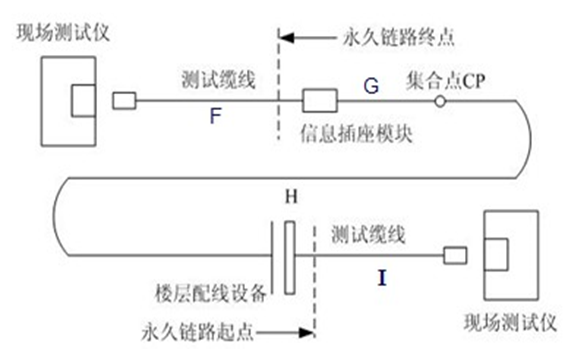 现场测试仪
永久链路终点
测试缆线
G
集合点CP
F
信息插座模块
H
测试缆线
I
楼层配线设备
永久链路起点
现场测试仪